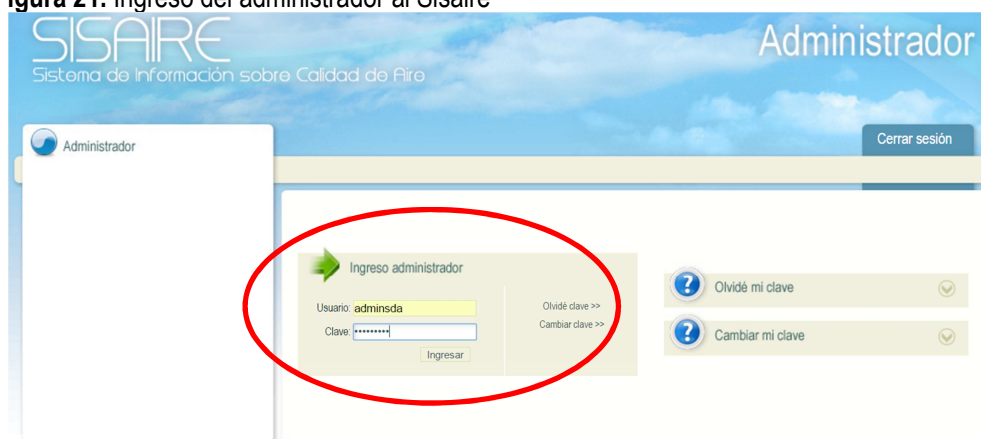 igura 21. Ingreso del administrador al Sisaire
SISAIRE
Sistema de Información sobre Calidad de Aire
Administrador
Administrador
Cerrar sesión
Ingreso administrador
Usuario: adminsda
Olvidé clave >>
Clave: •••••••••
Cambiar clave >>
Ingresar
Olvidé mi clave
Cambiar mi clave